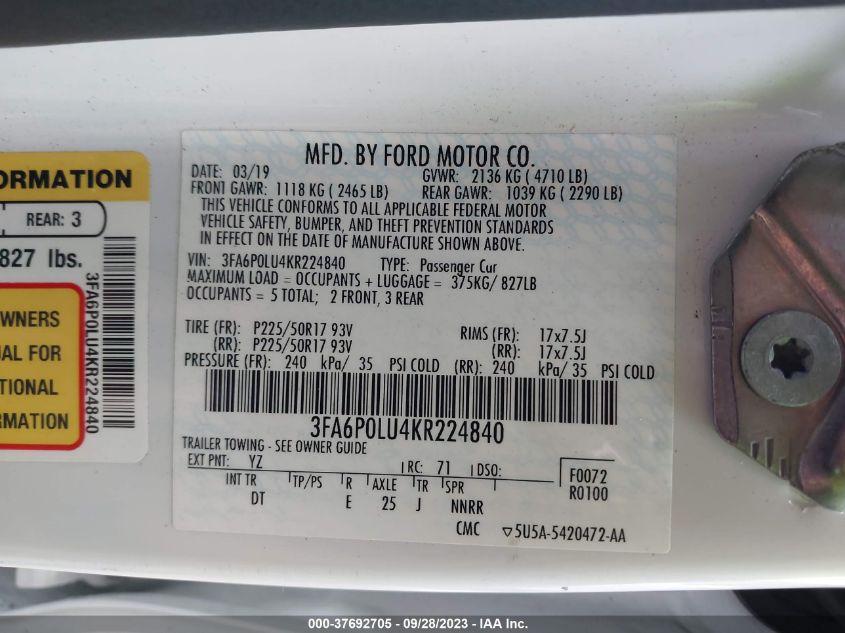 ORMATION
REAR: 3
827 lbs.
WNERS
UAL FOR
TIONAL
RMATION
3FA6P0LU4KR224840
MFD. BY FORD MOTOR CO.
DATE: 03/19 GVWR: 2136 KG ( 4710 LB)
FRONT GAWR: 1118 KG ( 2465 LB) REAR GAWR: 1039 KG ( 2290 LB)
THIS VEHICLE CONFORMS TO ALL APPLICABLE FEDERAL MOTOR
VEHICLE SAFETY, BUMPER, AND THEFT PREVENTION STANDARDS
IN EFFECT ON THE DATE OF MANUFACTURE SHOWN ABOVE.
VIN: 3FA6P0LU4KR224840 TYPE: Passenger Cur
MAXIMUM LOAD = OCCUPANTS + LUGGAGE = 375KG/ 827LB
OCCUPANTS = 5 TOTAL; 2 FRONT, 3 REAR
TIRE (FR): P225/50R17 93V RIMS (FR): 17x7.5J
(RR): P225/50R17 93V (RR): 17x7.5J
PRESSURE (FR): 240 kPa/ 35 PSI COLD (RR): 240 kPa/ 35 PSI COLD
3FA6P0LU4KR224840
TRAILER TOWING - SEE OWNER GUIDE
EXT PNT: YZ RC: 71 DSO: F0072
INT TR TP/PS R AXLE TR SPR R0100
DT E 25 J NNRR
CMC ▽5U5A-5420472-AA
000-37692705 - 09/28/2023 - IAA Inc.